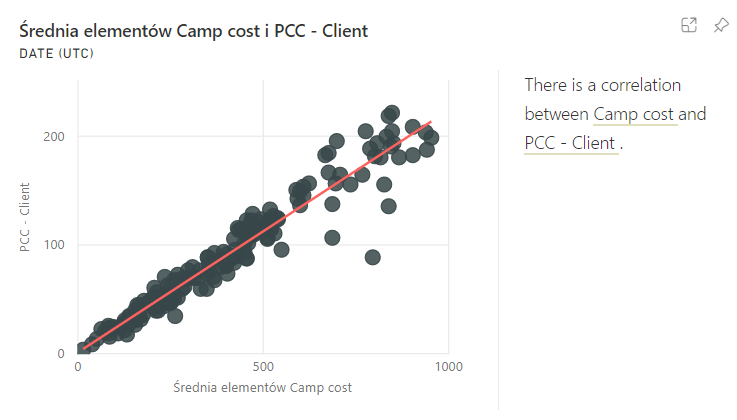 Średnia elementów Camp cost i PCC - Client
DATE (UTC)
200
100
0
PCC - Client
0
500
1000
Średnia elementów Camp cost
There is a correlation
between Camp cost and
PCC - Client .